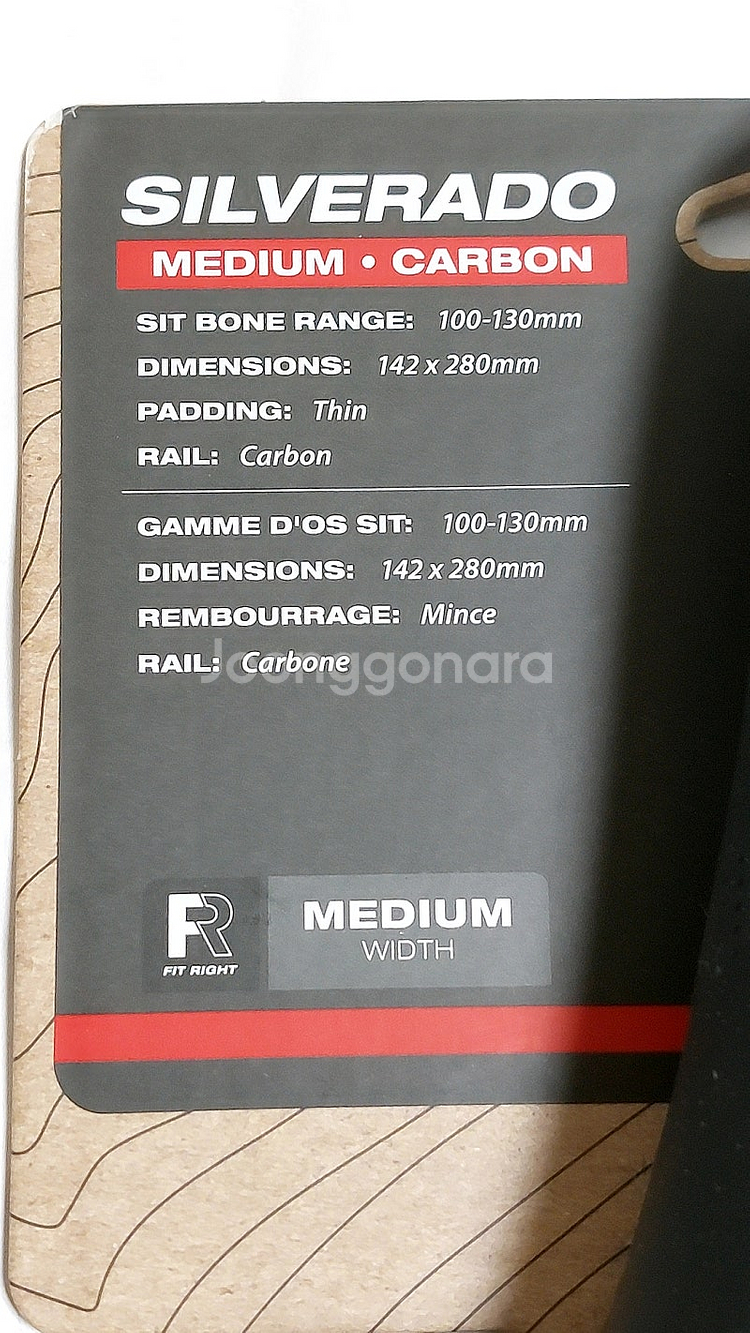 SILVERADO
MEDIUM • CARBON
SIT BONE RANGE: 100-130mm
DIMENSIONS: 142 x 280mm
PADDING: Thin
RAIL: Carbon
GAMME D'OS SIT: 100-130mm
DIMENSIONS: 142 x 280mm
REMBOURRAGE: Mince
RAIL: Carbone
Joonggonara
FR
FIT RIGHT
MEDIUM
WIDTH